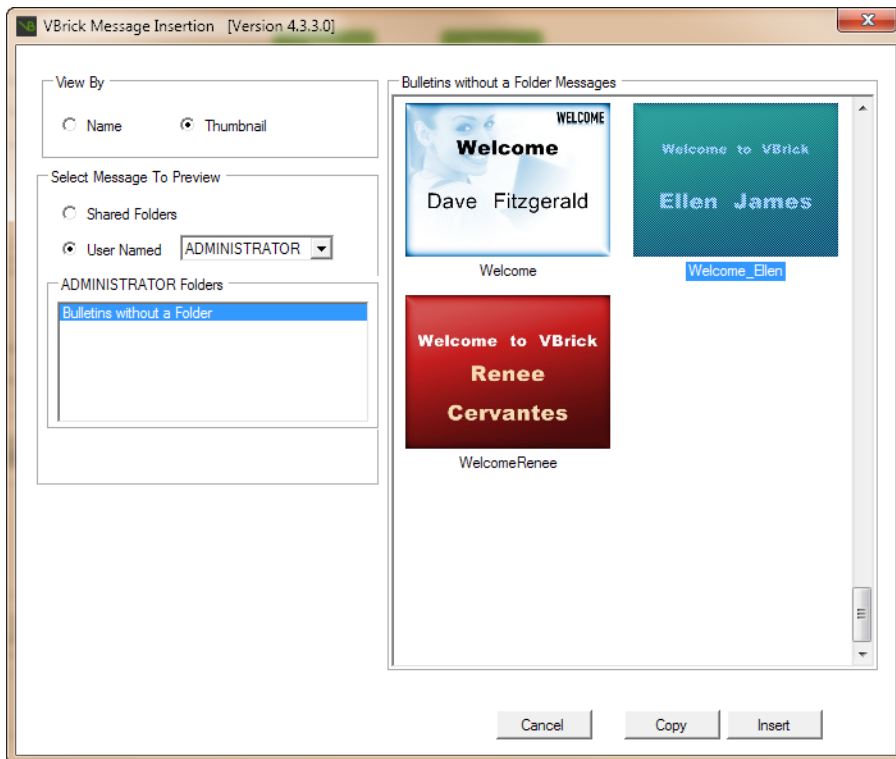 VB VBrick Message Insertion [Version 4.3.3.0]
View By
Name
Thumbnail
Select Message To Preview
Shared Folders
User Named
ADMINISTRATOR
ADMINISTRATOR Folders
Bulletins without a Folder
Bulletins without a Folder Messages
WELCOME
Welcome
Dave Fitzgerald
Welcome
Welcome to VBrick
Ellen James
Welcome_Ellen
Welcome to VBrick
Renee
Cervantes
WelcomeRenee
Cancel
Copy
Insert